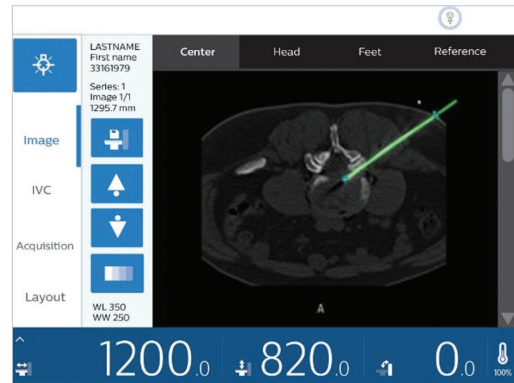 LASTNAME
First name
33161979
Series: 1
Image 1/1
1295.7 mm
Image
IVC
Acquisition
Layout
WL 350
WW 250
Center Head Feet Reference
A
1200.0 820.0 0.0 100%